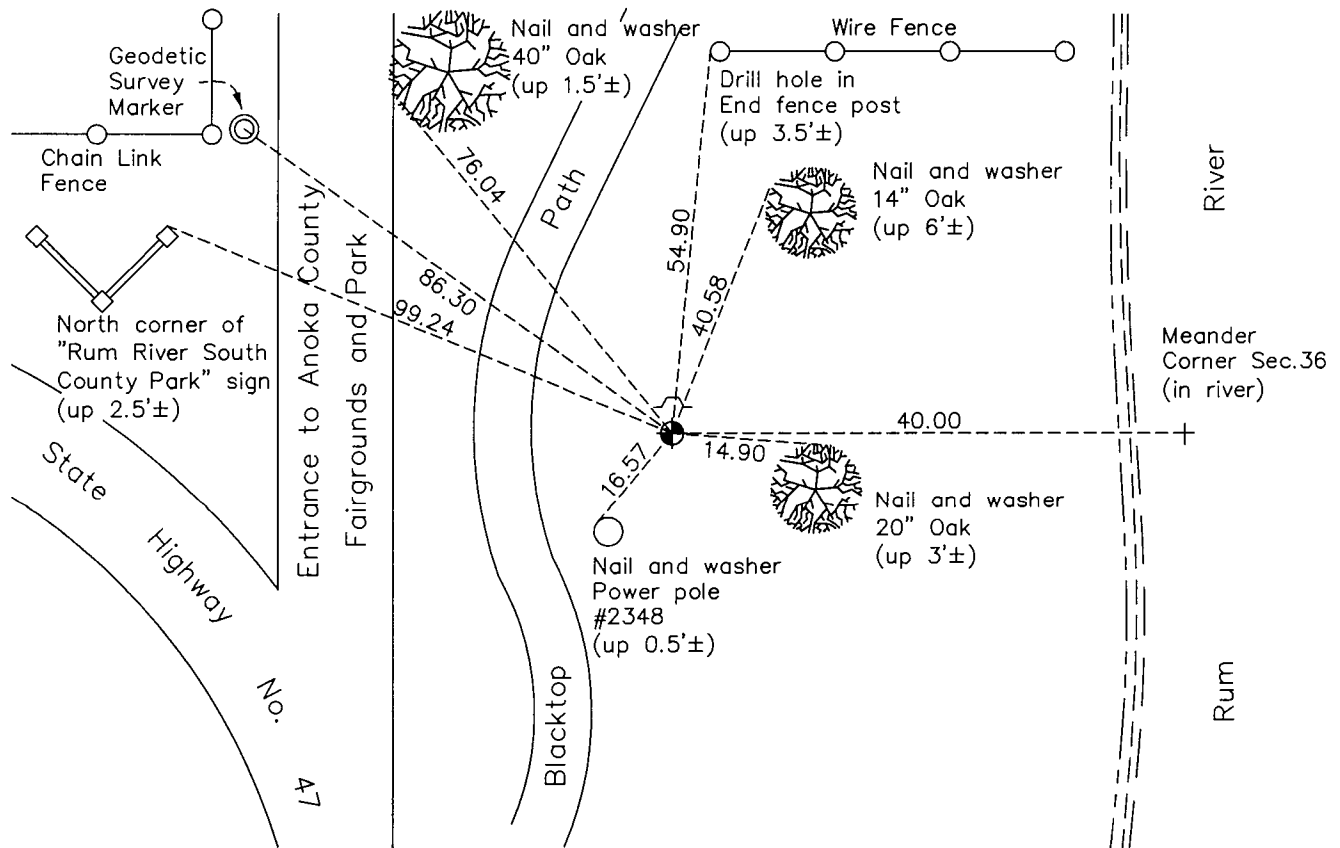 Nail and washer
40" Oak
(up 1.5'±)
Wire Fence
Geodetic
Survey
Marker
Drill hole in
End fence post
(up 3.5'±)
Chain Link
Fence
76.04
Path
Nail and washer
14" Oak
(up 6'±)
River
Entrance to Anoka County
Fairgrounds and Park
54.90
40.58
86.30
99.24
North corner of
"Rum River South
County Park" sign
(up 2.5'±)
Meander
Corner Sec.36
(in river)
40.00
14.90
16.57
State
Highway
No.
47
Nail and washer
20" Oak
(up 3'±)
Nail and washer
Power pole
#2348
(up 0.5'±)
Blacktop
Rum